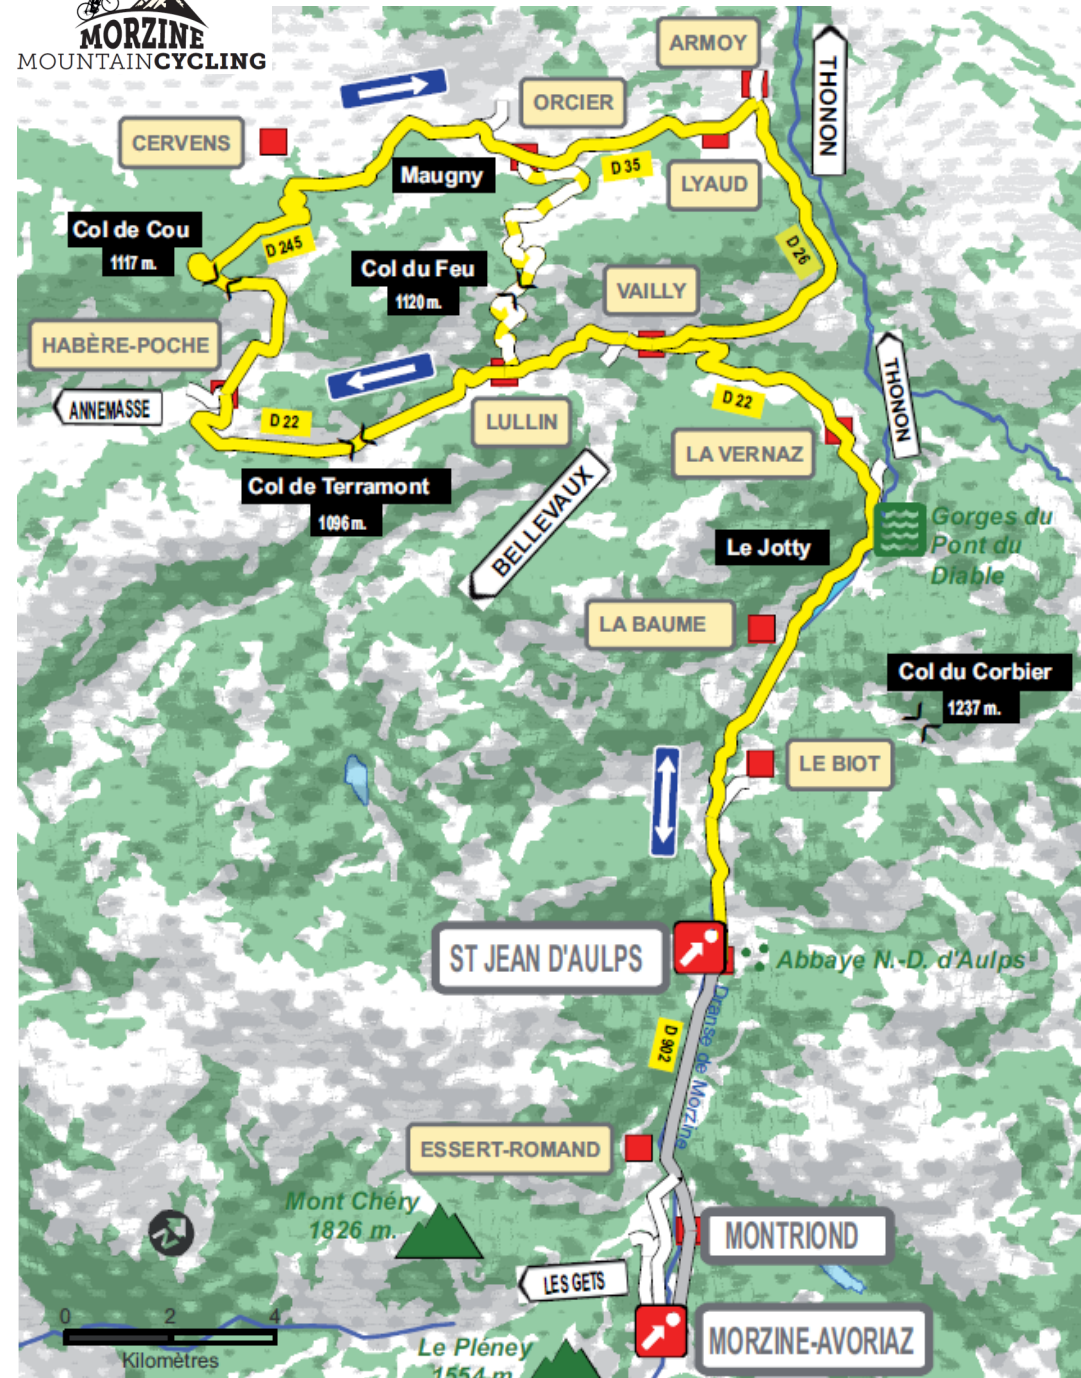 MORZINE
MOUNTAINCYCLING
ARMOY
THONON
ORCIER
CERVENS
Maugny
D 35
LYAUD
Col de Cou
1117 m.
D 245
D 26
Col du Feu
1120 m.
VAILLY
HABÈRE-POCHE
THONON
ANNEMASSE
D 22
LULLIN
D 22
LA VERNAZ
Col de Terramont
1096 m.
BELLEVAUX
Le Jotty
Gorges du
Pont du
Diable
LA BAUME
Col du Corbier
1237 m.
LE BIOT
ST JEAN D'AULPS
Abbaye N.-D. d'Aulps
D 902
Dranse de Morzine
ESSERT-ROMAND
Mont Chéry
1826 m.
MONTRIOND
LES GETS
0 2 4
Kilomètres
MORZINE-AVORIAZ
Le Pléney
1554 m